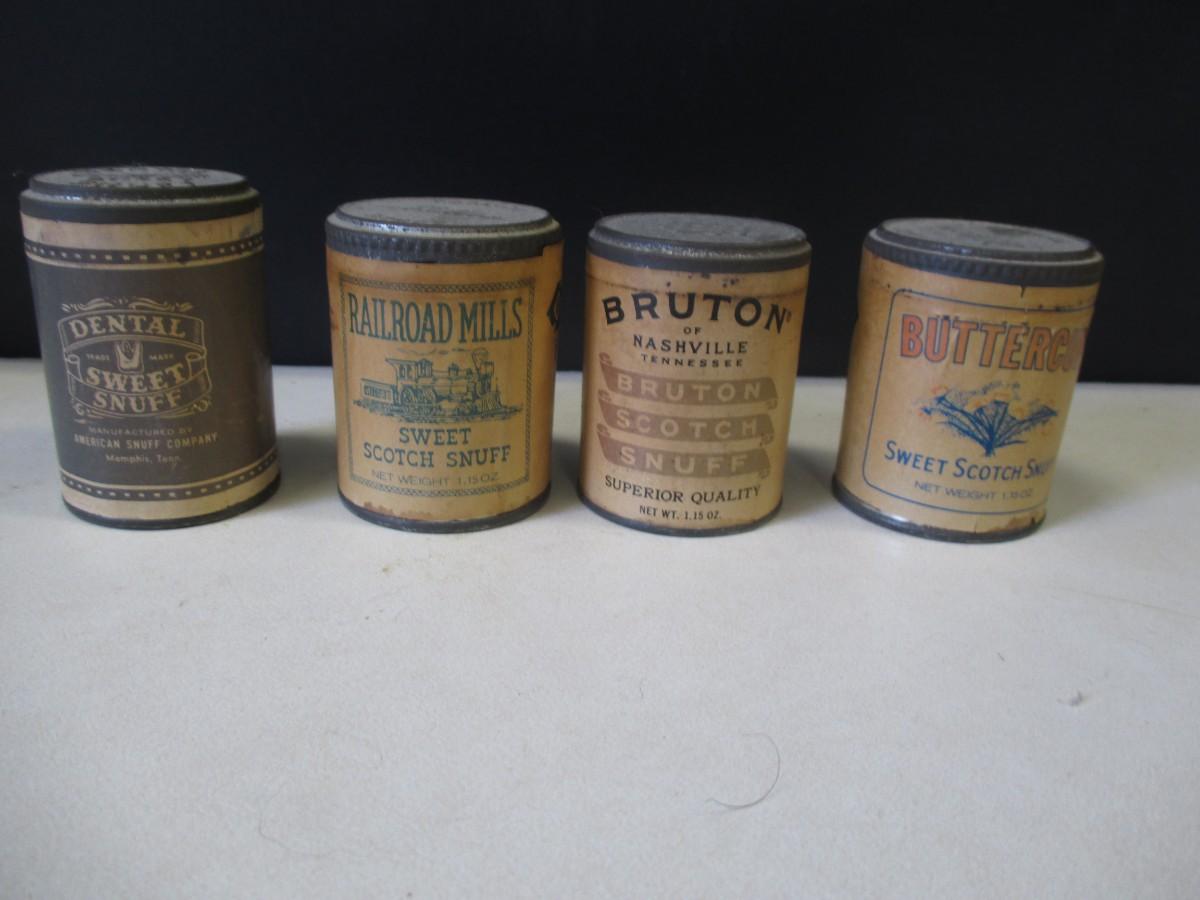 DENTAL
TRADE MARK
SWEET
SNUFF
MANUFACTURED BY
AMERICAN SNUFF COMPANY
Memphis, Tenn.
RAILROAD MILLS
SWEET
SCOTCH SNUFF
NET WEIGHT 1.15 OZ.
BRUTON®
OF
NASHVILLE
TENNESSEE
BRUTON
SCOTCH
SNUFF
SUPERIOR QUALITY
NET WT. 1.15 OZ.
BUTTERC
SWEET SCOTCH SNU
NET WEIGHT 1.15 OZ.